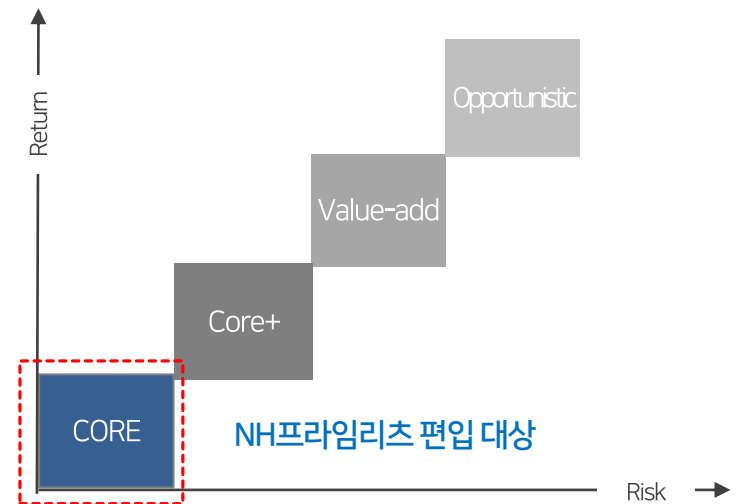 Return
Opportunistic
Value-add
Core+
CORE
NH프라임리츠 편입 대상
Risk